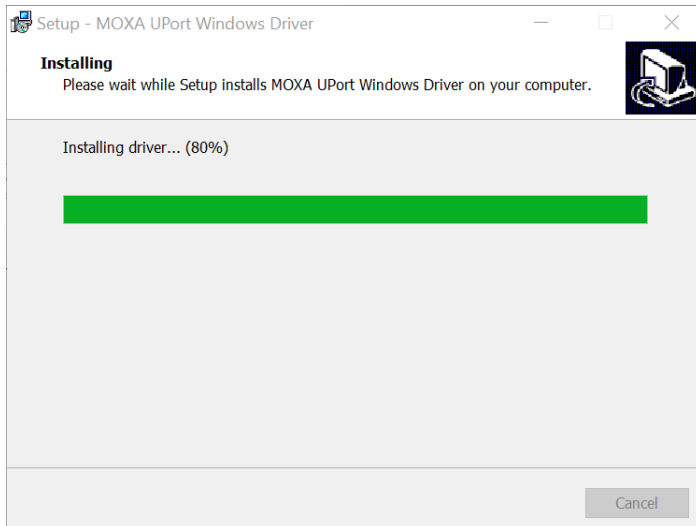 Setup - MOXA UPort Windows Driver
Installing
Please wait while Setup installs MOXA UPort Windows Driver on your computer.
Installing driver... (80%)
Cancel